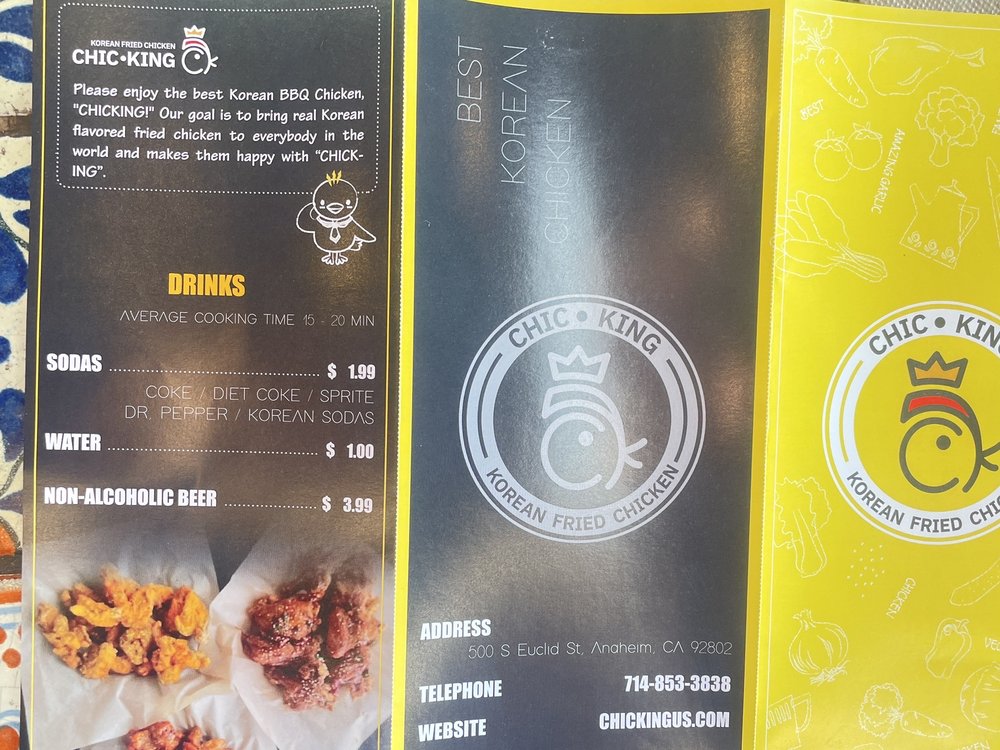 KOREAN FRIED CHICKEN
CHIC•KING
Please enjoy the best Korean BBQ Chicken,
"CHICKING!" Our goal is to bring real Korean
flavored fried chicken to everybody in the
world and makes them happy with "CHICK-
ING".
DRINKS
AVERAGE COOKING TIME 15 - 20 MIN
SODAS $ 1.99
COKE / DIET COKE / SPRITE
DR. PEPPER / KOREAN SODAS
WATER $ 1.00
NON-ALCOHOLIC BEER $ 3.99
BEST
KOREAN
CHICKEN
CHIC • KING
KOREAN FRIED CHICKEN
ADDRESS
500 S Euclid St, Anaheim, CA 92802
TELEPHONE 714-853-3838
WEBSITE CHICKINGUS.COM
BEST
AMAZING GARLIC
CHIC • KING
KOREAN FRIED CHIC
CHICKEN